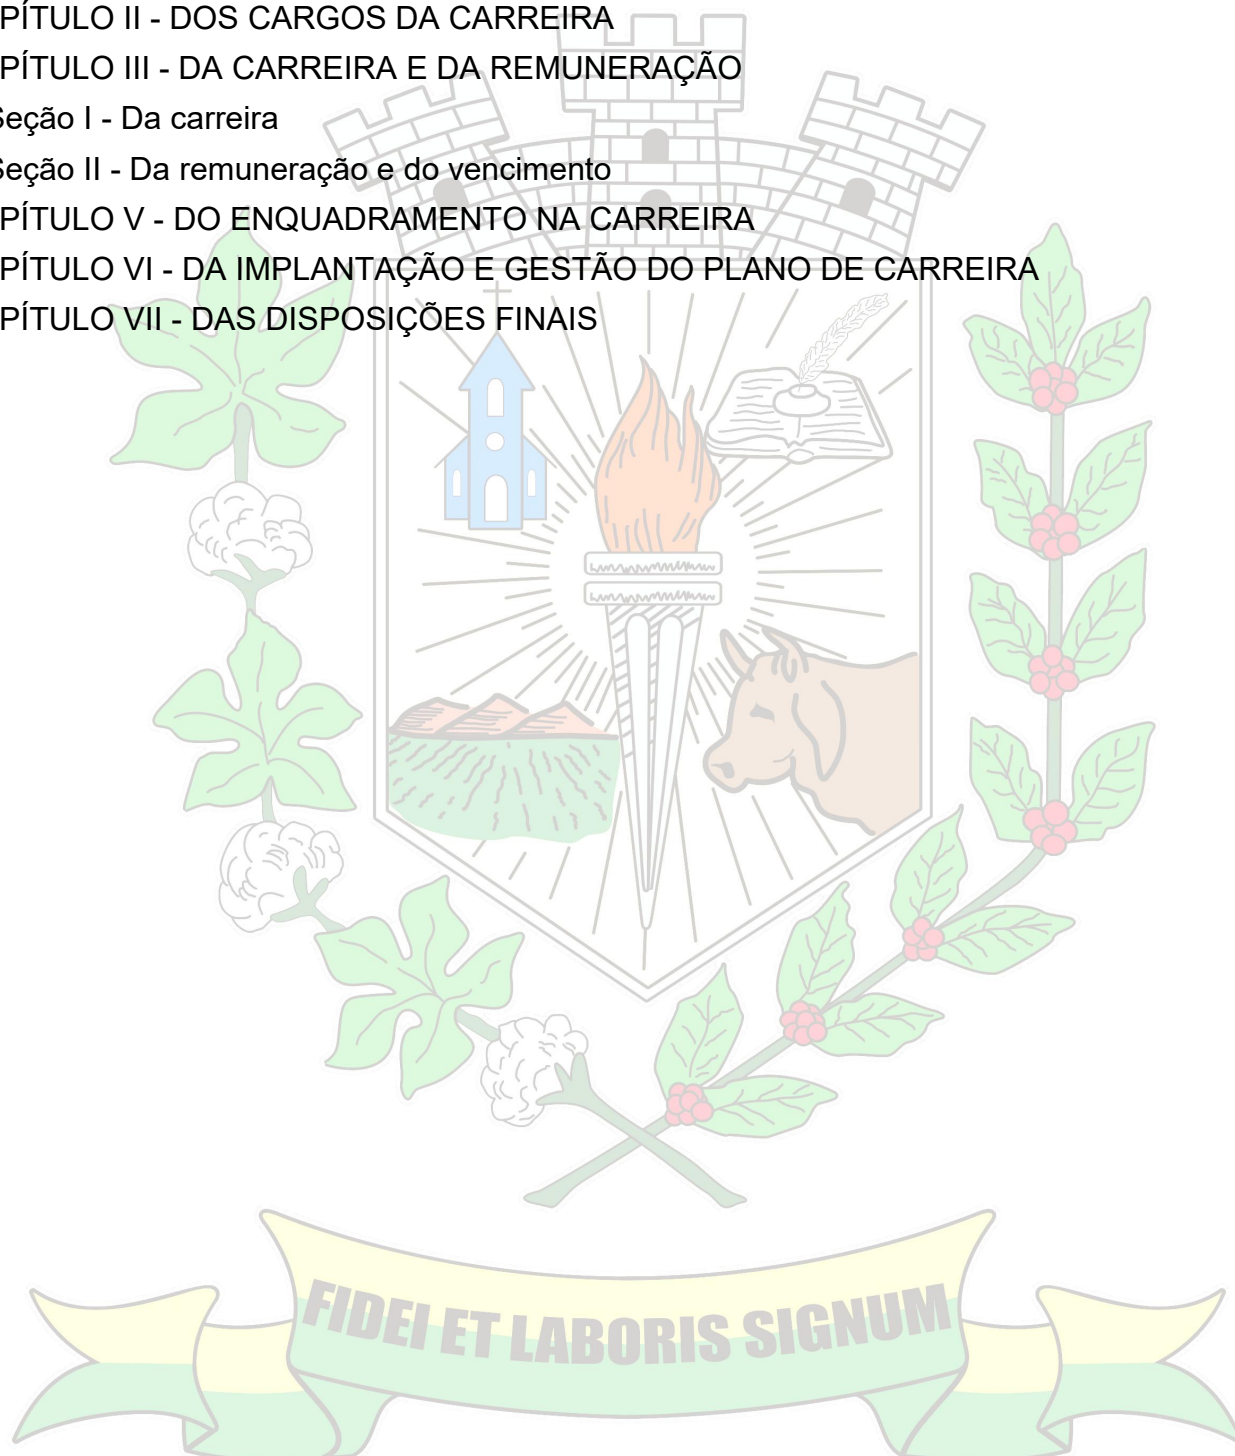 PÍTULO II - DOS CARGOS DA CARREIRA
PÍTULO III - DA CARREIRA E DA REMUNERAÇÃO
Seção I - Da carreira
Seção II - Da remuneração e do vencimento
PÍTULO V - DO ENQUADRAMENTO NA CARREIRA
PÍTULO VI - DA IMPLANTAÇÃO E GESTÃO DO PLANO DE CARREIRA
PÍTULO VII - DAS DISPOSIÇÕES FINAIS
FIDEI ET LABORIS SIGNUM